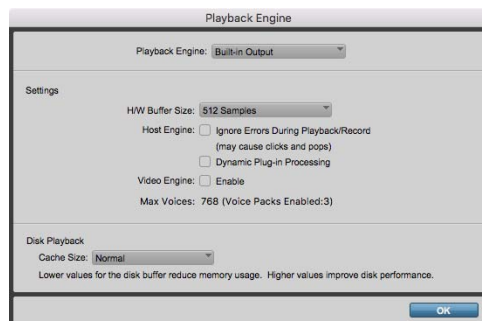 Playback Engine
Playback Engine: Built-in Output
Settings
H/W Buffer Size: 512 Samples
Host Engine: Ignore Errors During Playback/Record
(may cause clicks and pops)
Dynamic Plug-in Processing
Video Engine: Enable
Max Voices: 768 (Voice Packs Enabled:3)
Disk Playback
Cache Size: Normal
Lower values for the disk buffer reduce memory usage. Higher values improve disk performance.
OK